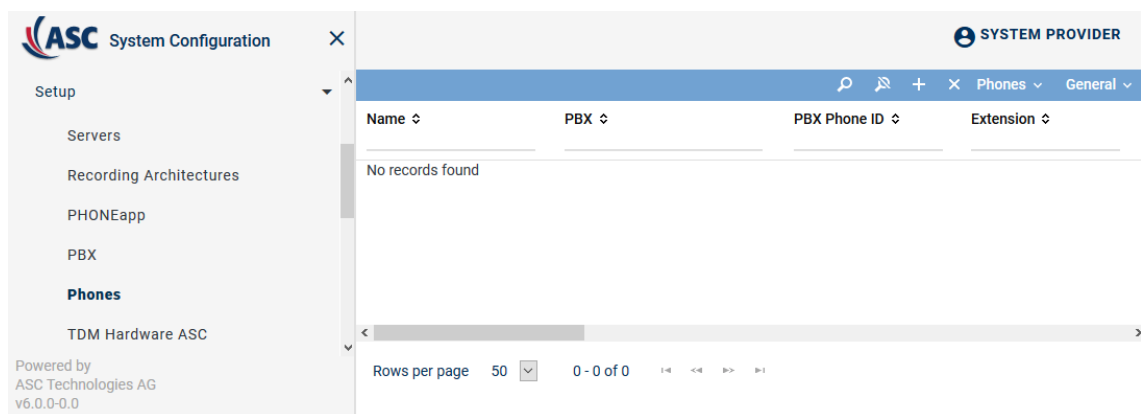 ASC System Configuration
SYSTEM PROVIDER
Setup
Servers
Recording Architectures
PHONEapp
PBX
Phones
TDM Hardware ASC
Powered by
ASC Technologies AG
v6.0.0-0.0
Phones General
Name PBX PBX Phone ID Extension
No records found
Rows per page 50 0 - 0 of 0